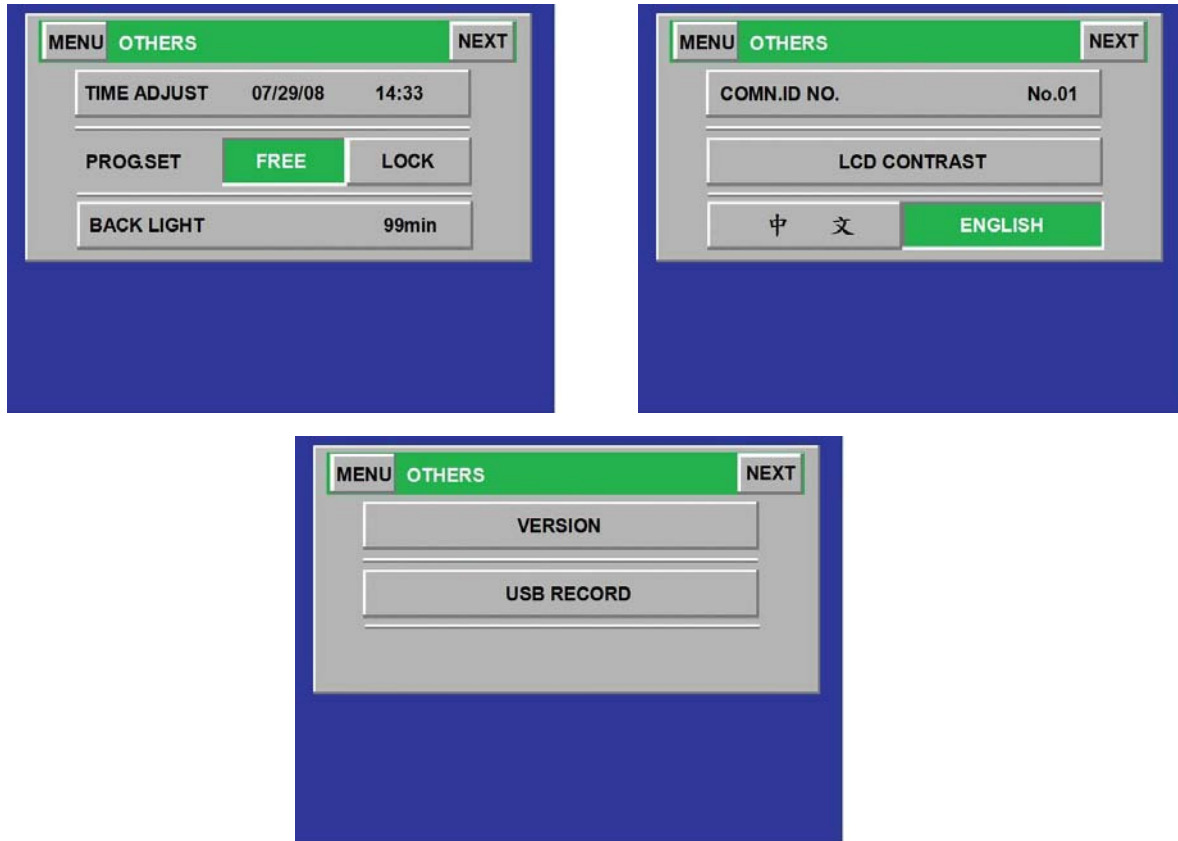 MENU OTHERS NEXT
TIME ADJUST 07/29/08 14:33
PROG.SET FREE LOCK
BACK LIGHT 99min
MENU OTHERS NEXT
COMN.ID NO. No.01
LCD CONTRAST
中 文 ENGLISH
MENU OTHERS NEXT
VERSION
USB RECORD